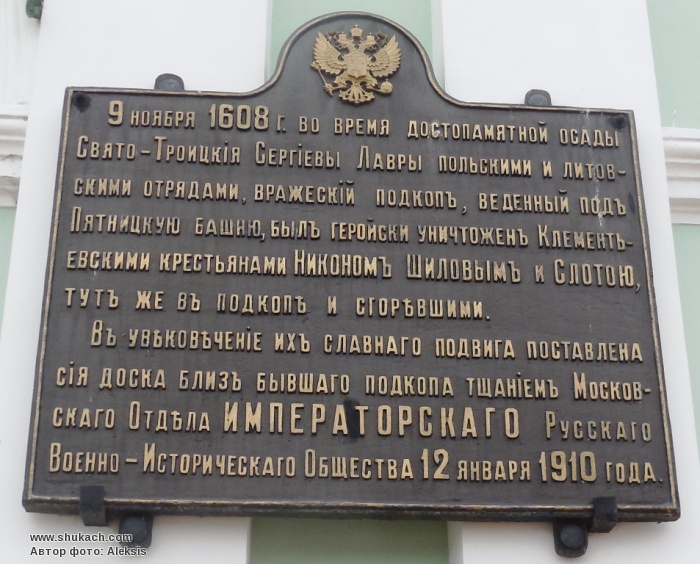 9 ноября 1608 г. во время достопамятной осады
Свято-Троицкія Сергіевы Лавры польскими и литов-
скими отрядами, вражескій подкопъ, веденный подъ
Пятницкую башню, былъ геройски уничтоженъ Клементь-
евскими крестьянами Никономъ Шиловымъ и Слотою,
тутъ же въ подкопѣ и сгорѣвшими.
Въ увѣковѣченіе ихъ славнаго подвига поставлена
сія доска близъ бывшаго подкопа тщаніемъ Москов-
скаго Отдѣла ИМПЕРАТОРСКАГО Русскаго
Военно-Историческаго Общества 12 января 1910 года.
www.shukach.com
Автор фото: Aleksis